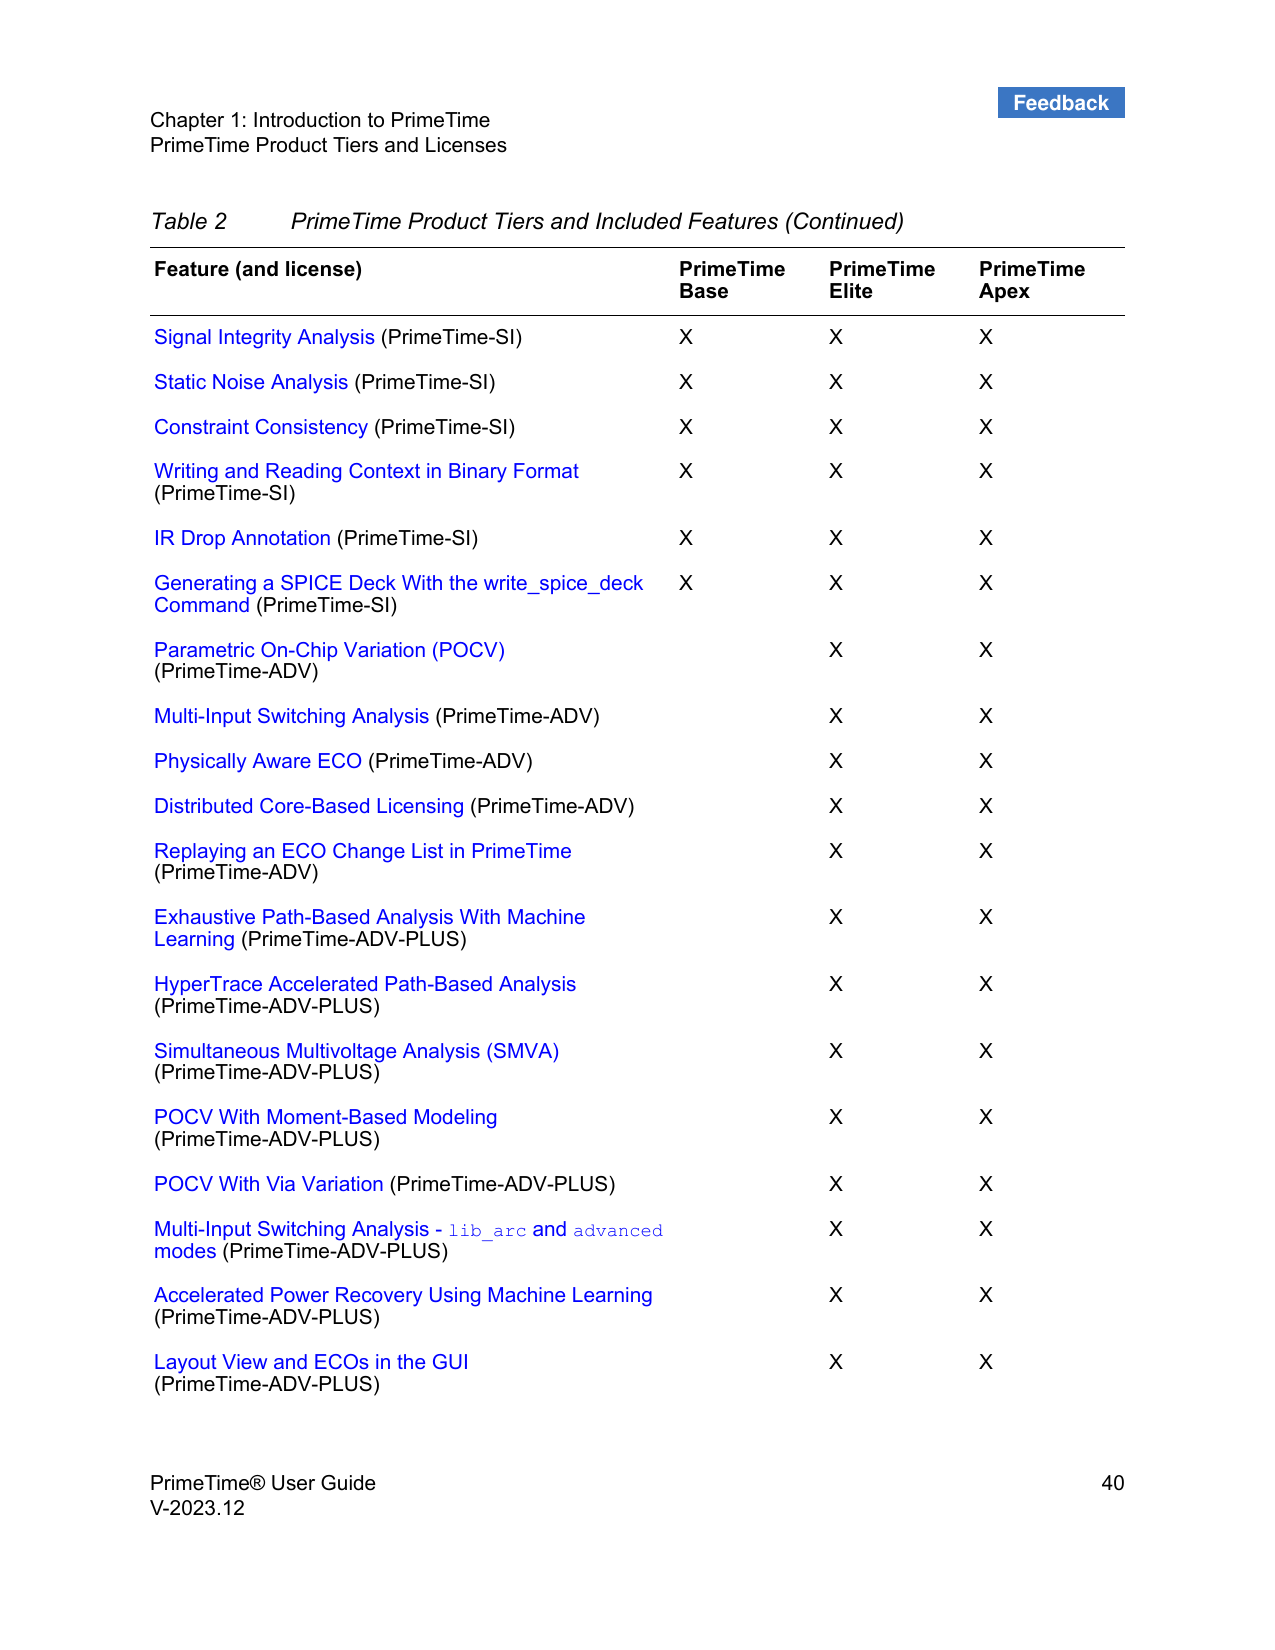 Feedback
Chapter 1: Introduction to PrimeTime
PrimeTime Product Tiers and Licenses
Table 2 PrimeTime Product Tiers and Included Features (Continued)
Feature (and license) PrimeTime Base PrimeTime Elite PrimeTime Apex
Signal Integrity Analysis (PrimeTime-SI) X X X
Static Noise Analysis (PrimeTime-SI) X X X
Constraint Consistency (PrimeTime-SI) X X X
Writing and Reading Context in Binary Format X X X
(PrimeTime-SI)
IR Drop Annotation (PrimeTime-SI) X X X
Generating a SPICE Deck With the write_spice_deck X X X
Command (PrimeTime-SI)
Parametric On-Chip Variation (POCV) X X
(PrimeTime-ADV)
Multi-Input Switching Analysis (PrimeTime-ADV) X X
Physically Aware ECO (PrimeTime-ADV) X X
Distributed Core-Based Licensing (PrimeTime-ADV) X X
Replaying an ECO Change List in PrimeTime X X
(PrimeTime-ADV)
Exhaustive Path-Based Analysis With Machine X X
Learning (PrimeTime-ADV-PLUS)
HyperTrace Accelerated Path-Based Analysis X X
(PrimeTime-ADV-PLUS)
Simultaneous Multivoltage Analysis (SMVA) X X
(PrimeTime-ADV-PLUS)
POCV With Moment-Based Modeling X X
(PrimeTime-ADV-PLUS)
POCV With Via Variation (PrimeTime-ADV-PLUS) X X
Multi-Input Switching Analysis - lib_arc and advanced X X
modes (PrimeTime-ADV-PLUS)
Accelerated Power Recovery Using Machine Learning X X
(PrimeTime-ADV-PLUS)
Layout View and ECOs in the GUI X X
(PrimeTime-ADV-PLUS)
PrimeTime® User Guide 40
V-2023.12